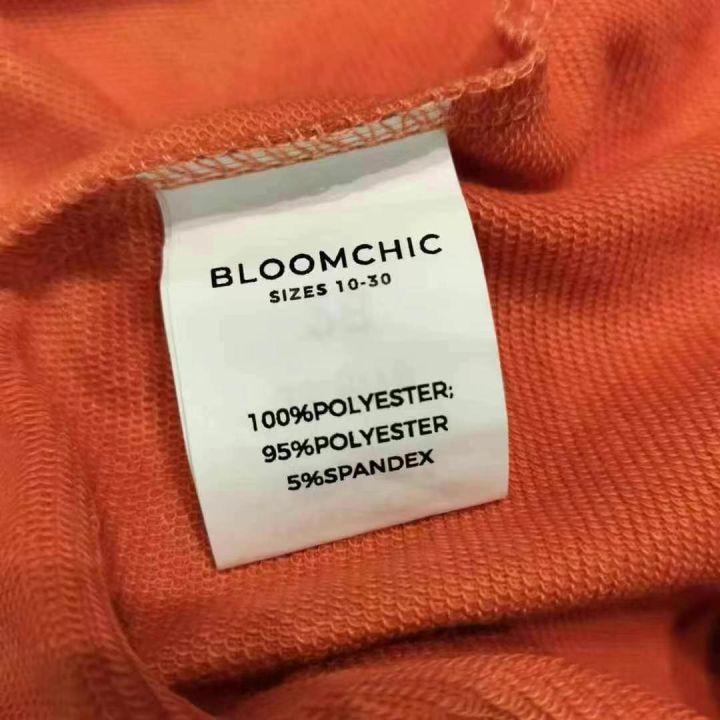 BLOOMCHIC
SIZES 10-30
100%POLYESTER;
95%POLYESTER
5%SPANDEX